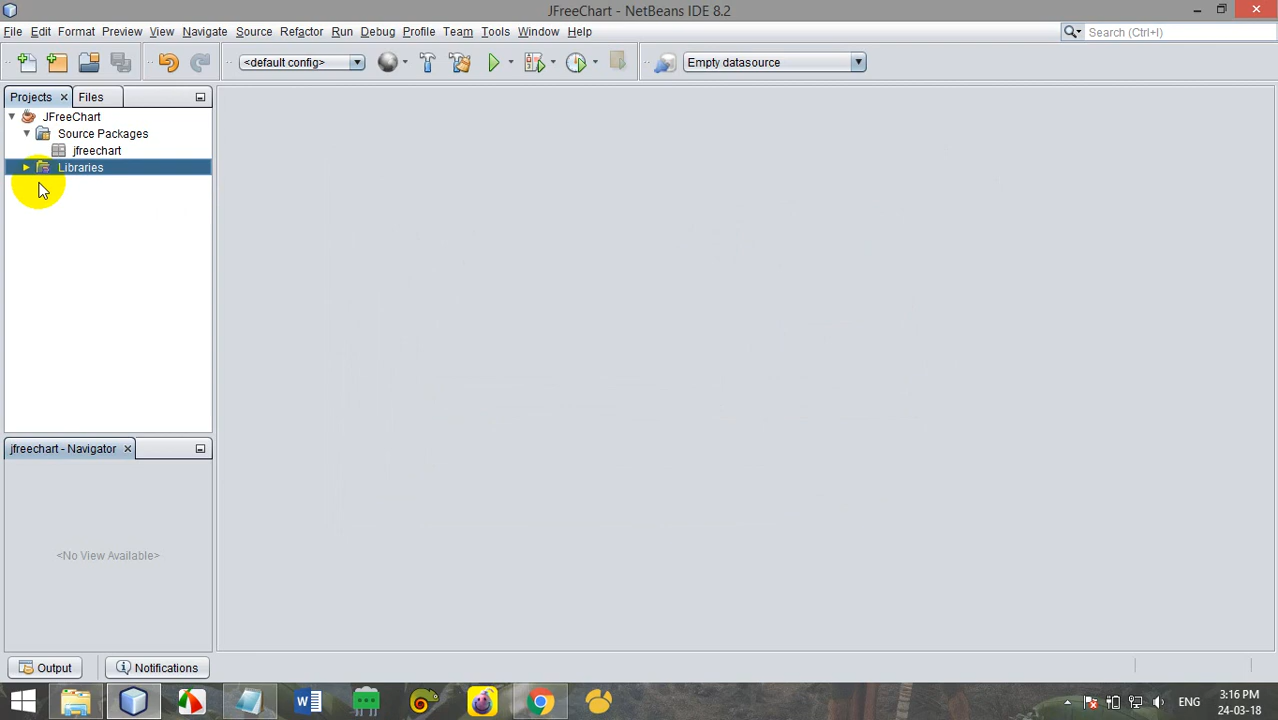 JFreeChart - NetBeans IDE 8.2
File Edit Format Preview View Navigate Source Refactor Run Debug Profile Team Tools Window Help
Search (Ctrl+I)
<default config>
Empty datasource
Projects Files
JFreeChart
Source Packages
jfreechart
Libraries
jfreechart - Navigator
<No View Available>
Output Notifications
ENG
3:16 PM
24-03-18